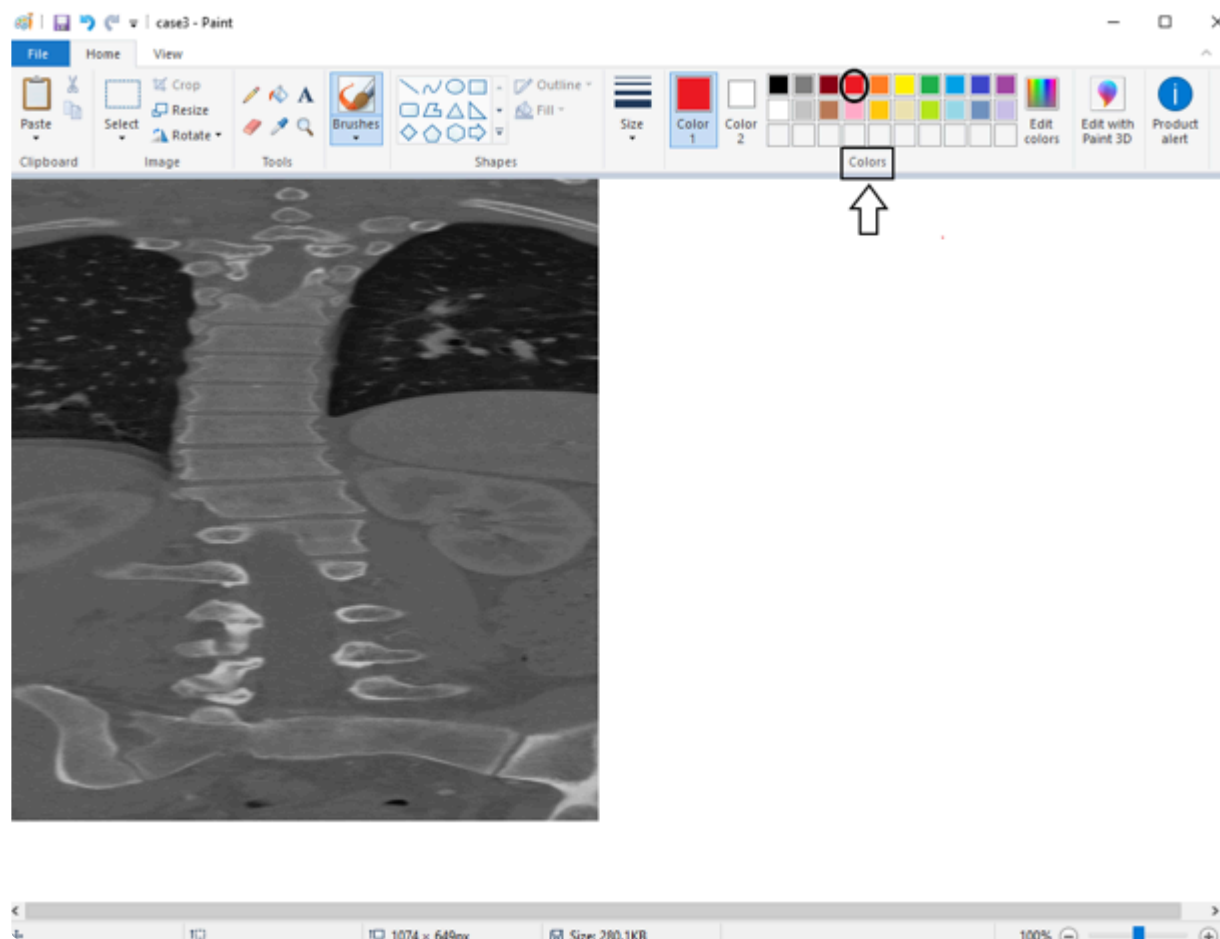 case3 - Paint
File Home View
Paste
Select
Crop
Resize
Rotate
A
Brushes
Outline
Fill
Size
Color 1
Color 2
Edit colors
Edit with Paint 3D
Product alert
Clipboard Image Tools Shapes Colors
1074 × 649px Size: 280.1KB 100%